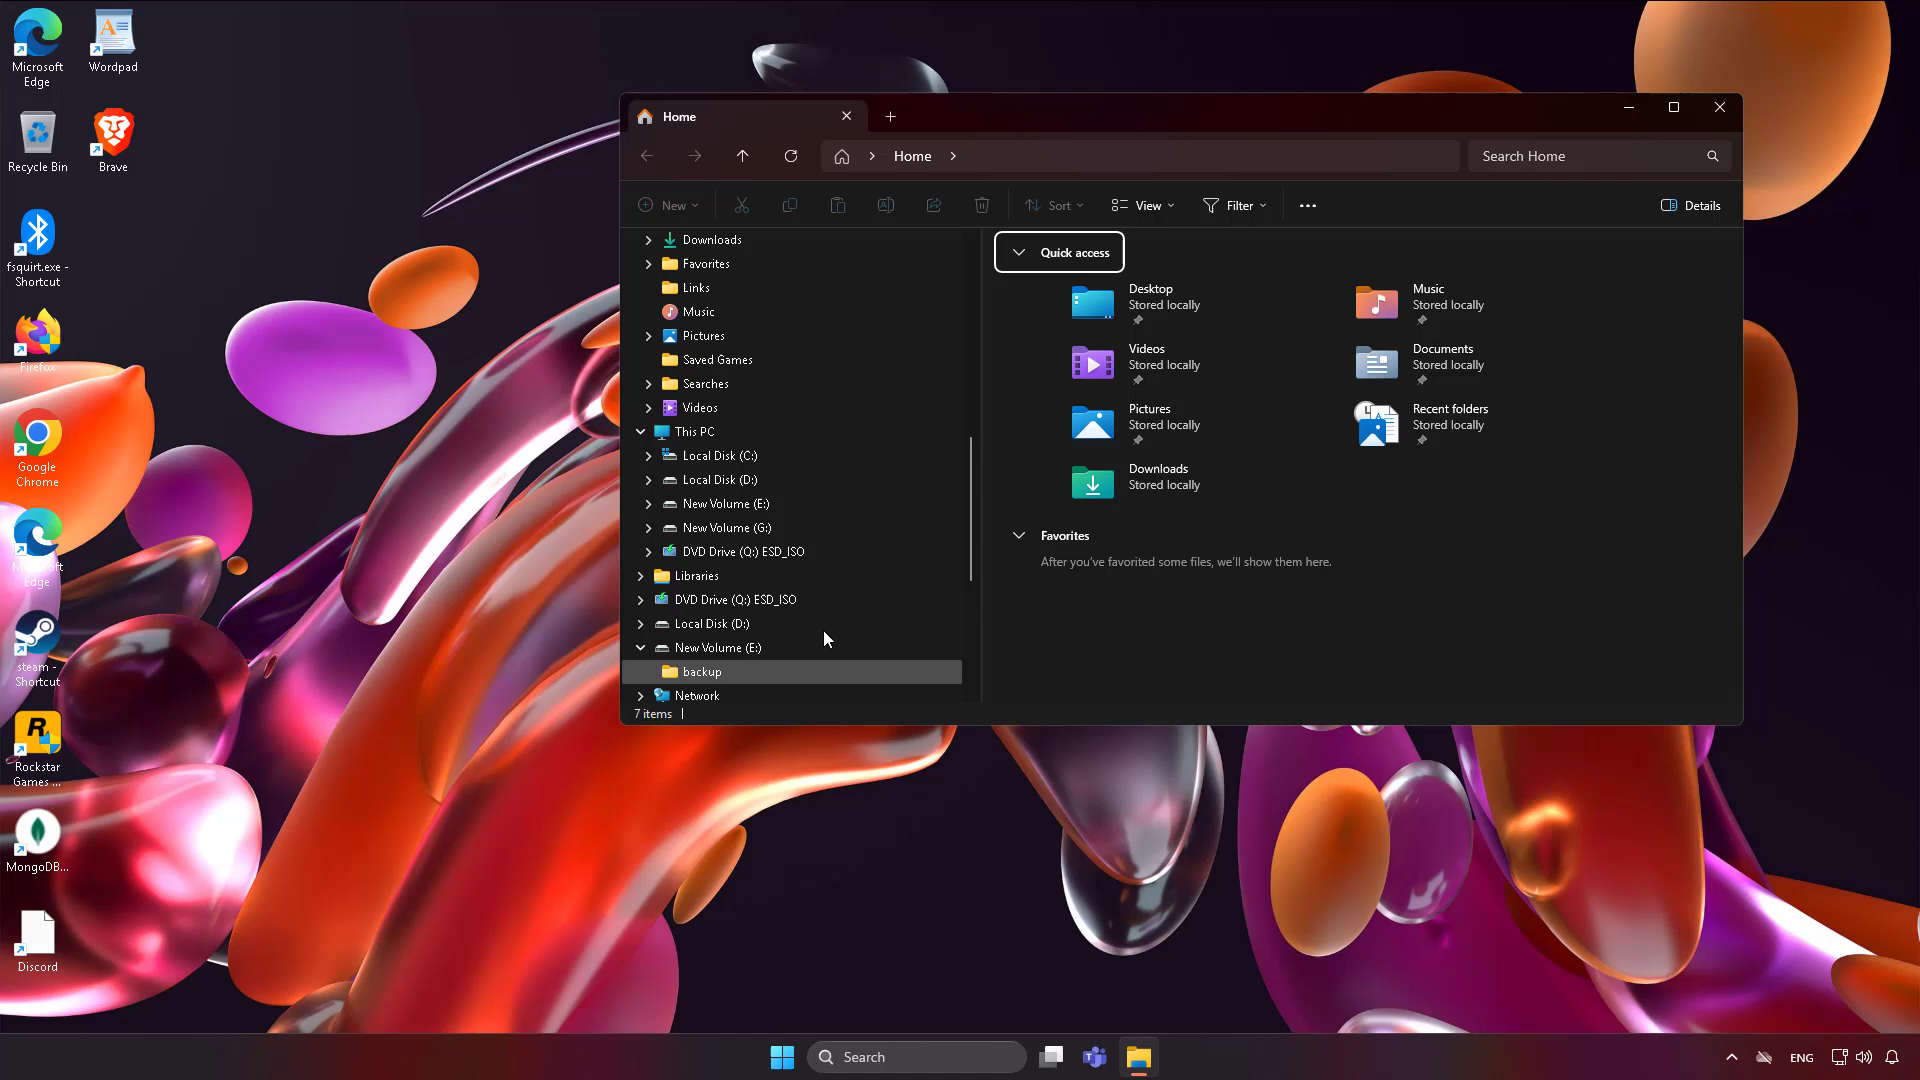 Microsoft
Edge
Wordpad
Recycle Bin
Brave
fsquirt.exe -
Shortcut
Firefox
Google
Chrome
Microsoft
Edge
steam -
Shortcut
Rockstar
Games ...
MongoDB...
Discord
Home
Home
Search Home
New
Sort
View
Filter
Details
Downloads
Favorites
Links
Music
Pictures
Saved Games
Searches
Videos
This PC
Local Disk (C:)
Local Disk (D:)
New Volume (E:)
New Volume (G:)
DVD Drive (Q:) ESD_ISO
Libraries
DVD Drive (Q:) ESD_ISO
Local Disk (D:)
New Volume (E:)
backup
Network
7 items
Quick access
Desktop
Stored locally
Music
Stored locally
Videos
Stored locally
Documents
Stored locally
Pictures
Stored locally
Recent folders
Stored locally
Downloads
Stored locally
Favorites
After you've favorited some files, we'll show them here.
Search
ENG